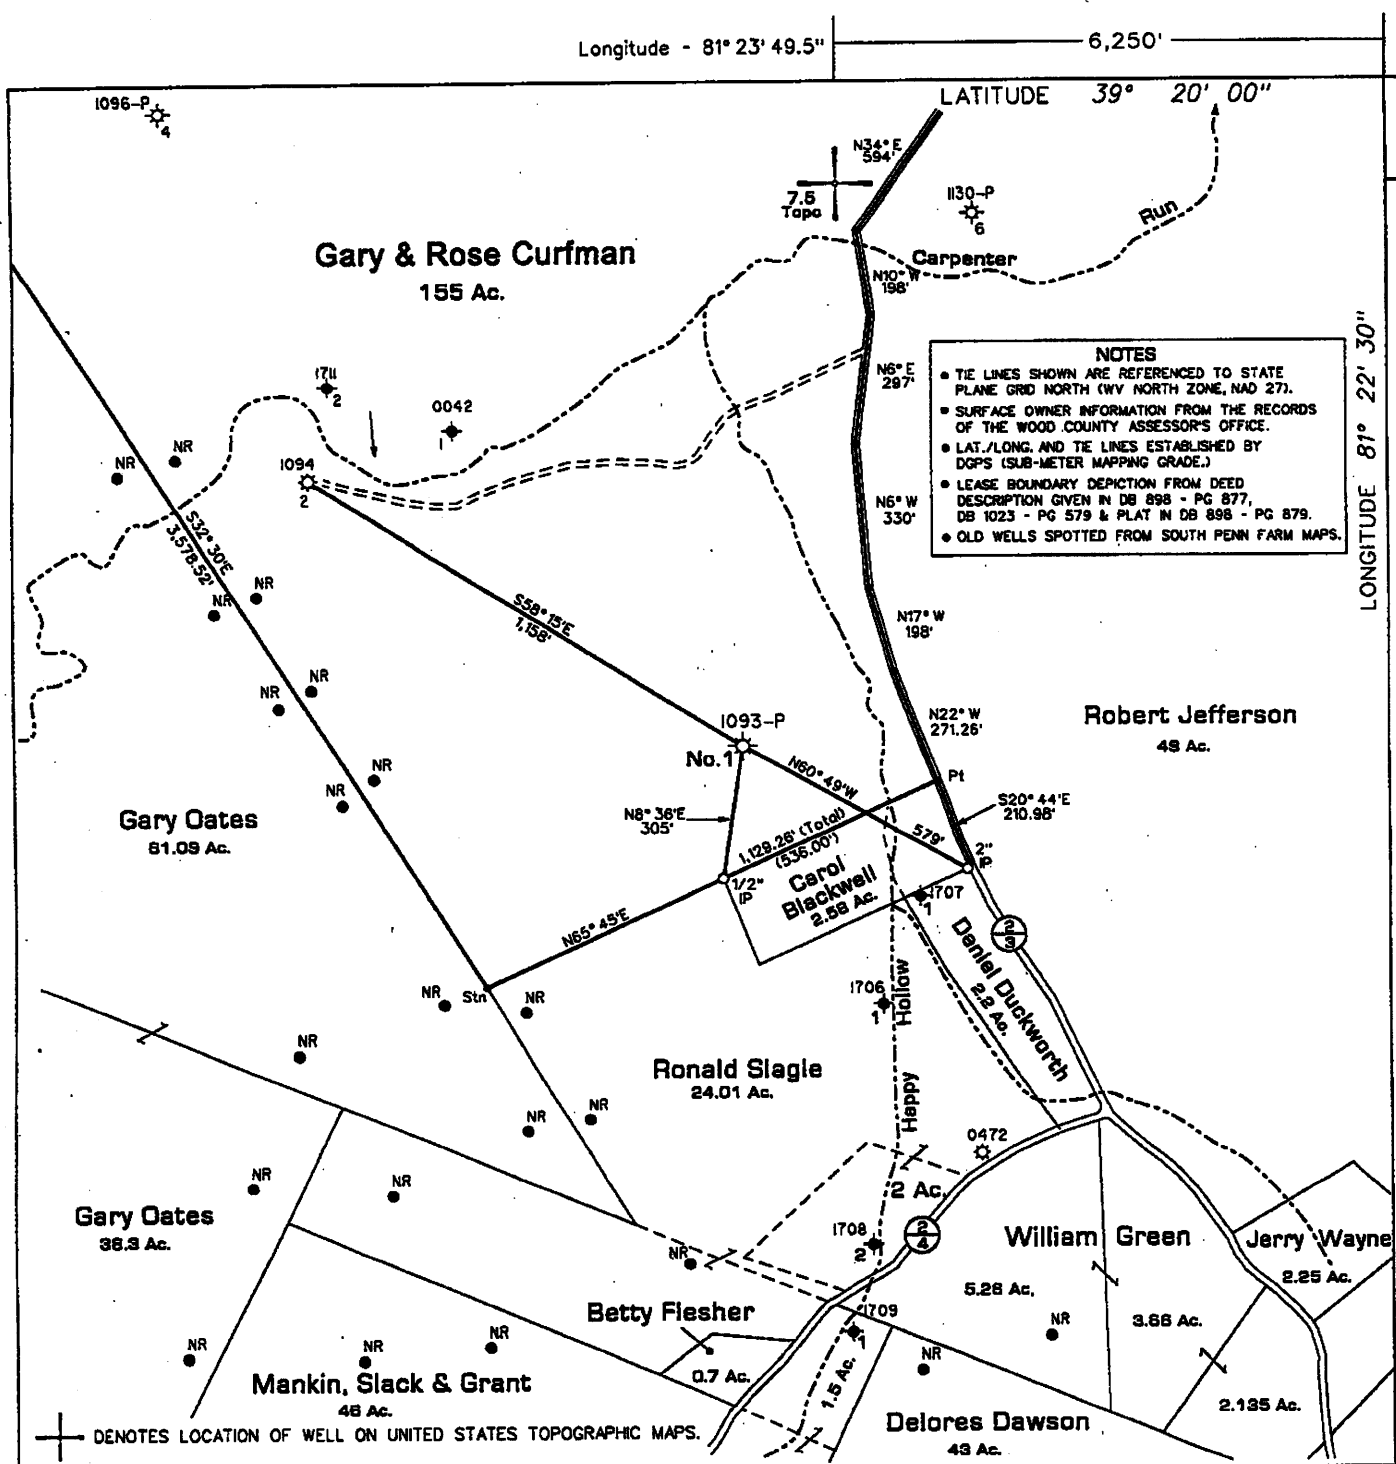 Longitude - 81° 23' 49.5"
6,250'
LATITUDE 39° 20' 00"
1096-P
4
N34° E
594'
7.5
Topo
1130-P
6
Run
Carpenter
Gary & Rose Curfman
155 Ac.
N10° W
198'
LONGITUDE 81° 22' 30"
NOTES
• TIE LINES SHOWN ARE REFERENCED TO STATE
PLANE GRID NORTH (WV NORTH ZONE, NAD 27).
• SURFACE OWNER INFORMATION FROM THE RECORDS
OF THE WOOD COUNTY ASSESSOR'S OFFICE.
• LAT./LONG. AND TIE LINES ESTABLISHED BY
DGPS (SUB-METER MAPPING GRADE.)
• LEASE BOUNDARY DEPICTION FROM DEED
DESCRIPTION GIVEN IN DB 898 - PG 877,
DB 1023 - PG 579 & PLAT IN DB 898 - PG 879.
• OLD WELLS SPOTTED FROM SOUTH PENN FARM MAPS.
N6° E
297'
1711
2
0042
1
1094
2
NR
NR
N6° W
330'
S32° 30'E
3,578.52'
NR
NR
S58° 15'E
1,158'
N17° W
198'
NR
NR
1093-P
No.1
N22° W
271.26'
Robert Jefferson
49 Ac.
NR
NR
N60° 49'W
579'
Pt
S20° 44'E
210.98'
Gary Oates
61.09 Ac.
N8° 36'E
305'
1,129.26' (Total)
(536.00')
2"
IP
1/2"
IP
Carol
Blackwell
2.58 Ac.
1707
1
N65° 45'E
2
3
Daniel Duckworth
2.2 Ac.
Stn
NR
NR
1706
1
Hollow
Happy
NR
Ronald Slagle
24.01 Ac.
NR
NR
0472
NR
NR
2 Ac.
Gary Oates
36.3 Ac.
1708
2
2
4
William Green
Jerry Wayne
2.25 Ac.
NR
5.26 Ac.
3.66 Ac.
Betty Flesher
1709
1
NR
NR
NR
NR
NR
0.7 Ac.
1.5 Ac.
Mankin, Slack & Grant
46 Ac.
2.135 Ac.
Delores Dawson
43 Ac.
DENOTES LOCATION OF WELL ON UNITED STATES TOPOGRAPHIC MAPS.